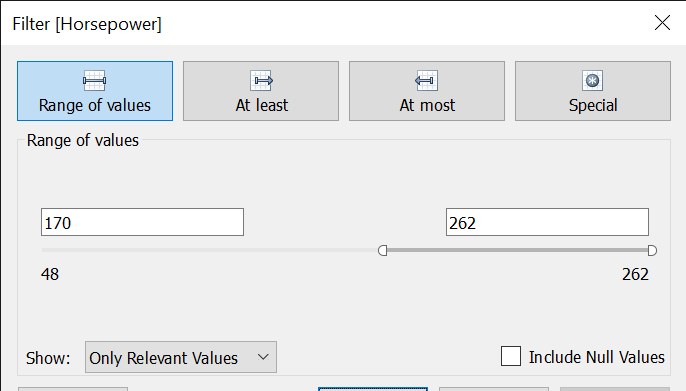 Filter [Horsepower]
Range of values
At least
At most
Special
Range of values
170
262
48
262
Show:
Only Relevant Values
Include Null Values